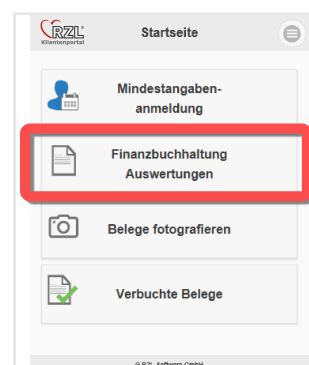 RZL
Klientenportal
Startseite
Mindestangaben-
anmeldung
Finanzbuchhaltung
Auswertungen
Belege fotografieren
Verbuchte Belege
© RZL Software GmbH